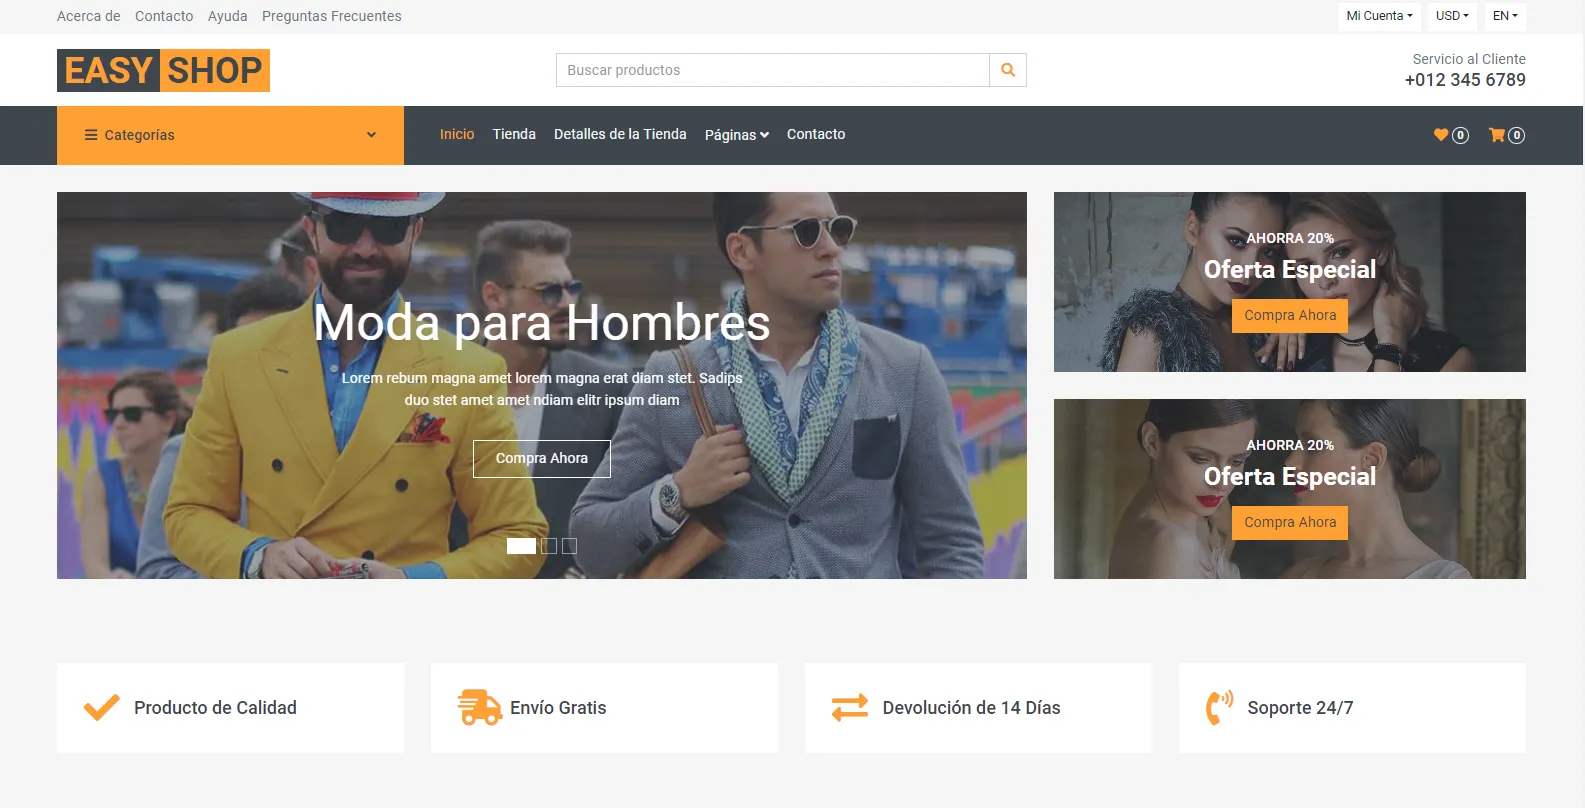 Acerca de Contacto Ayuda Preguntas Frecuentes Mi Cuenta USD EN
EASY SHOP
Buscar productos
Servicio al Cliente
+012 345 6789
Categorías Inicio Tienda Detalles de la Tienda Páginas Contacto 0 0
Moda para Hombres
Lorem rebum magna amet lorem magna erat diam stet. Sadips
duo stet amet amet ndiam elitr ipsum diam
Compra Ahora
AHORRA 20%
Oferta Especial
Compra Ahora
AHORRA 20%
Oferta Especial
Compra Ahora
Producto de Calidad
Envío Gratis
Devolución de 14 Días
Soporte 24/7